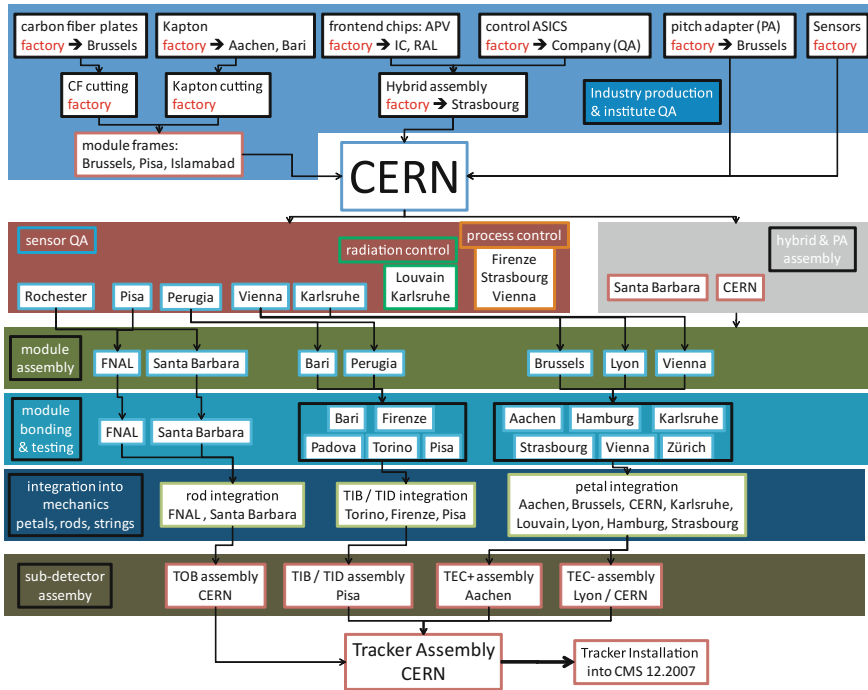 carbon fiber plates
factory → Brussels
Kapton
factory → Aachen, Bari
frontend chips: APV
factory → IC, RAL
control ASICS
factory → Company (QA)
pitch adapter (PA)
factory → Brussels
Sensors
factory
CF cutting
factory
Kapton cutting
factory
Hybrid assembly
factory → Strasbourg
Industry production
& institute QA
module frames:
Brussels, Pisa, Islamabad
CERN
sensor QA
radiation control
process control
Louvain
Karlsruhe
Firenze
Strasbourg
Vienna
hybrid & PA
assembly
Santa Barbara
CERN
Rochester
Pisa
Perugia
Vienna
Karlsruhe
module
assembly
FNAL
Santa Barbara
Bari
Perugia
Brussels
Lyon
Vienna
module
bonding
& testing
FNAL
Santa Barbara
Bari
Firenze
Padova
Torino
Pisa
Aachen
Hamburg
Karlsruhe
Strasbourg
Vienna
Zürich
integration into
mechanics
petals, rods, strings
rod integration
FNAL, Santa Barbara
TIB / TID integration
Torino, Firenze, Pisa
petal integration
Aachen, Brussels, CERN, Karlsruhe,
Louvain, Lyon, Hamburg, Strasbourg
sub-detector
assemby
TOB assembly
CERN
TIB / TID assembly
Pisa
TEC+ assembly
Aachen
TEC- assembly
Lyon / CERN
Tracker Assembly
CERN
Tracker Installation
into CMS 12.2007